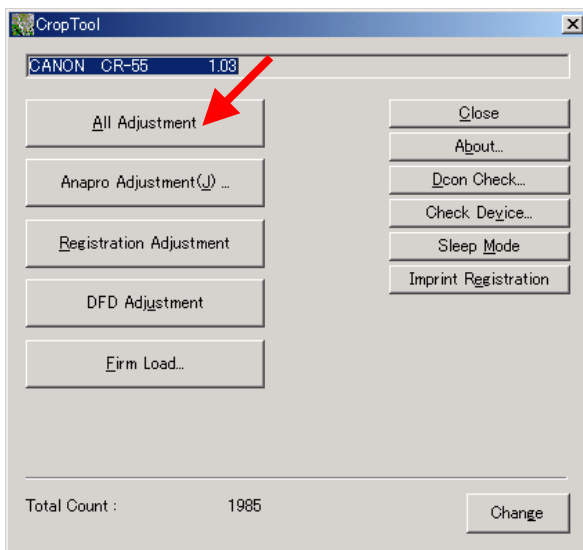 CropTool
CANON CR-55 1.03
All Adjustment
Anapro Adjustment(J) ...
Registration Adjustment
DFD Adjustment
Firm Load...
Close
About...
Dcon Check...
Check Device...
Sleep Mode
Imprint Registration
Total Count : 1985
Change